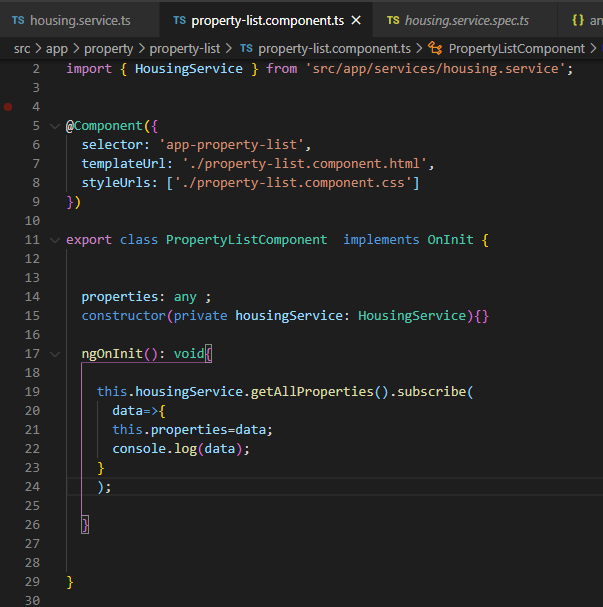 TS housing.service.ts
TS property-list.component.ts ×
TS housing.service.spec.ts
{} an
src > app > property > property-list > TS property-list.component.ts > PropertyListComponent >
2 import { HousingService } from 'src/app/services/housing.service';
3
4
5 @Component({
6 selector: 'app-property-list',
7 templateUrl: './property-list.component.html',
8 styleUrls: ['./property-list.component.css']
9 })
10
11 export class PropertyListComponent  implements OnInit {
12
13
14 properties: any ;
15 constructor(private housingService: HousingService){}
16
17 ngOnInit(): void{
18
19 this.housingService.getAllProperties().subscribe(
20 data=>{
21 this.properties=data;
22 console.log(data);
23 }
24 );
25
26 }
27
28
29 }
30